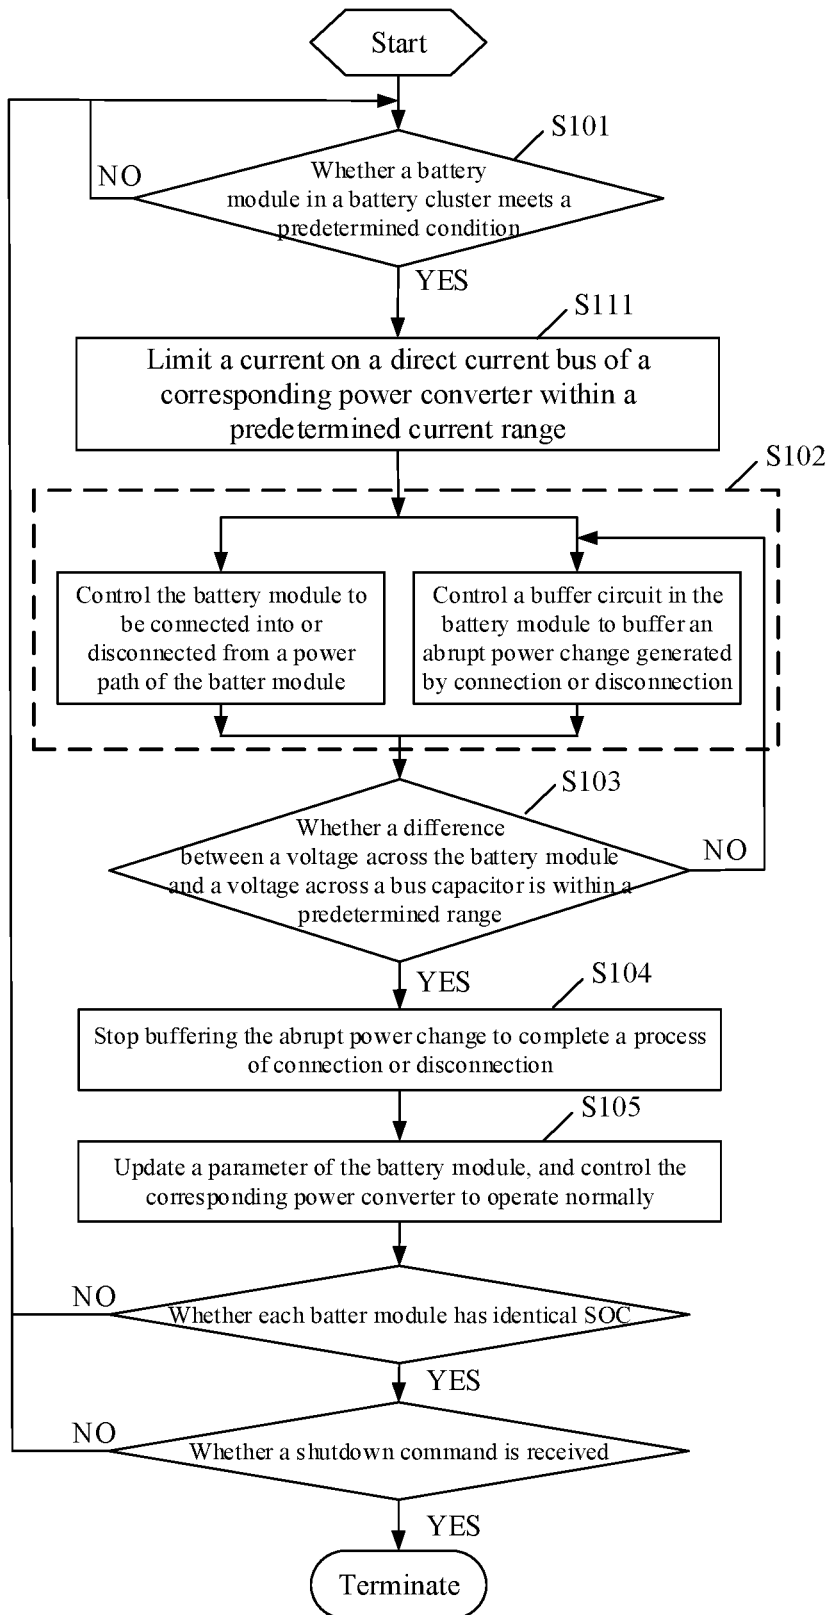 Start
S101
Whether a battery
module in a battery cluster meets a
predetermined condition
NO
YES
S111
Limit a current on a direct current bus of a
corresponding power converter within a
predetermined current range
S102
Control the battery module to
be connected into or
disconnected from a power
path of the batter module
Control a buffer circuit in the
battery module to buffer an
abrupt power change generated
by connection or disconnection
S103
Whether a difference
between a voltage across the battery module
and a voltage across a bus capacitor is within a
predetermined range
NO
YES
S104
Stop buffering the abrupt power change to complete a process
of connection or disconnection
S105
Update a parameter of the battery module, and control the
corresponding power converter to operate normally
NO
Whether each batter module has identical SOC
YES
NO
Whether a shutdown command is received
YES
Terminate